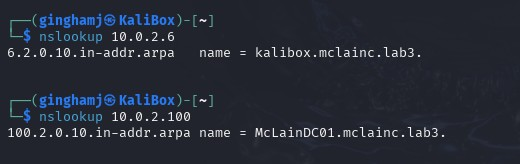 ┌──(ginghamj㉿KaliBox)-[~]
└─$ nslookup 10.0.2.6
6.2.0.10.in-addr.arpa   name = kalibox.mclainc.lab3.
┌──(ginghamj㉿KaliBox)-[~]
└─$ nslookup 10.0.2.100
100.2.0.10.in-addr.arpa name = McLainDC01.mclainc.lab3.